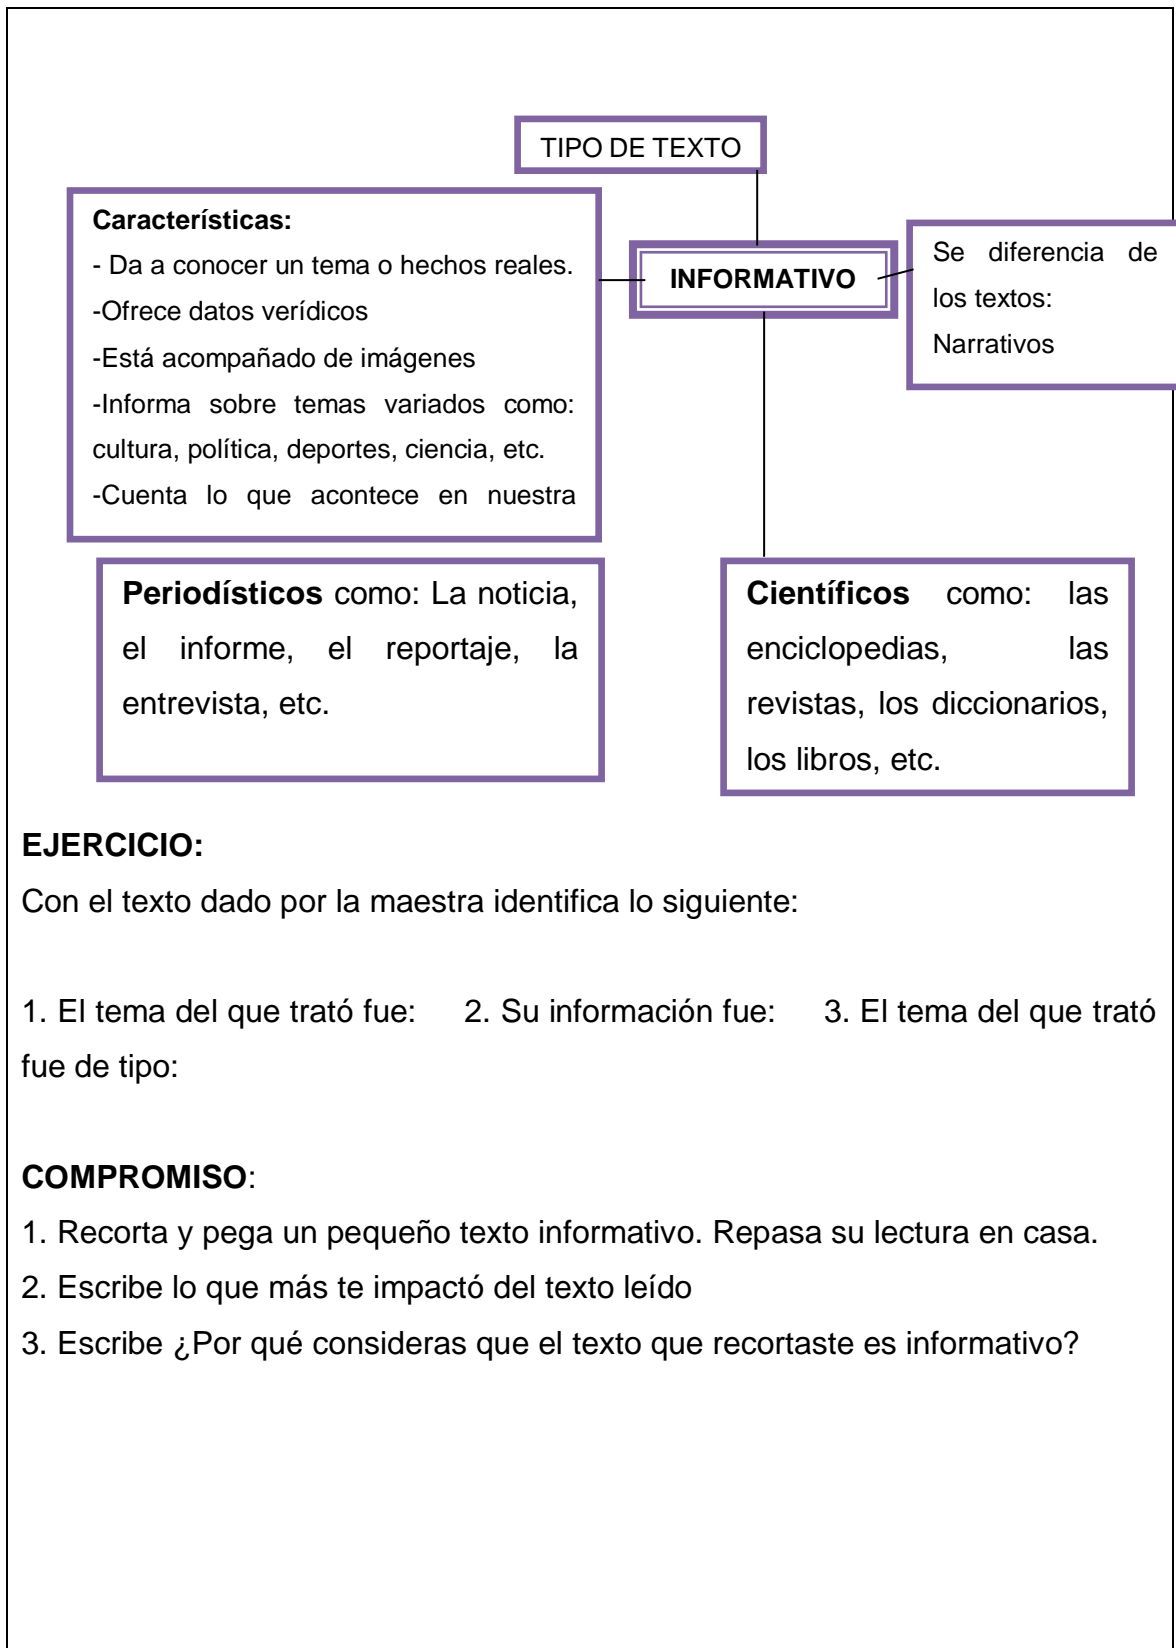 TIPO DE TEXTO
Características:
- Da a conocer un tema o hechos reales.
-Ofrece datos verídicos
-Está acompañado de imágenes
-Informa sobre temas variados como:
cultura, política, deportes, ciencia, etc.
-Cuenta lo que acontece en nuestra
INFORMATIVO
Se diferencia de
los textos:
Narrativos
Periodísticos como: La noticia,
el informe, el reportaje, la
entrevista, etc.
Científicos como: las
enciclopedias, las
revistas, los diccionarios,
los libros, etc.
EJERCICIO:
Con el texto dado por la maestra identifica lo siguiente:
1. El tema del que trató fue: 2. Su información fue: 3. El tema del que trató
fue de tipo:
COMPROMISO:
1. Recorta y pega un pequeño texto informativo. Repasa su lectura en casa.
2. Escribe lo que más te impactó del texto leído
3. Escribe ¿Por qué consideras que el texto que recortaste es informativo?